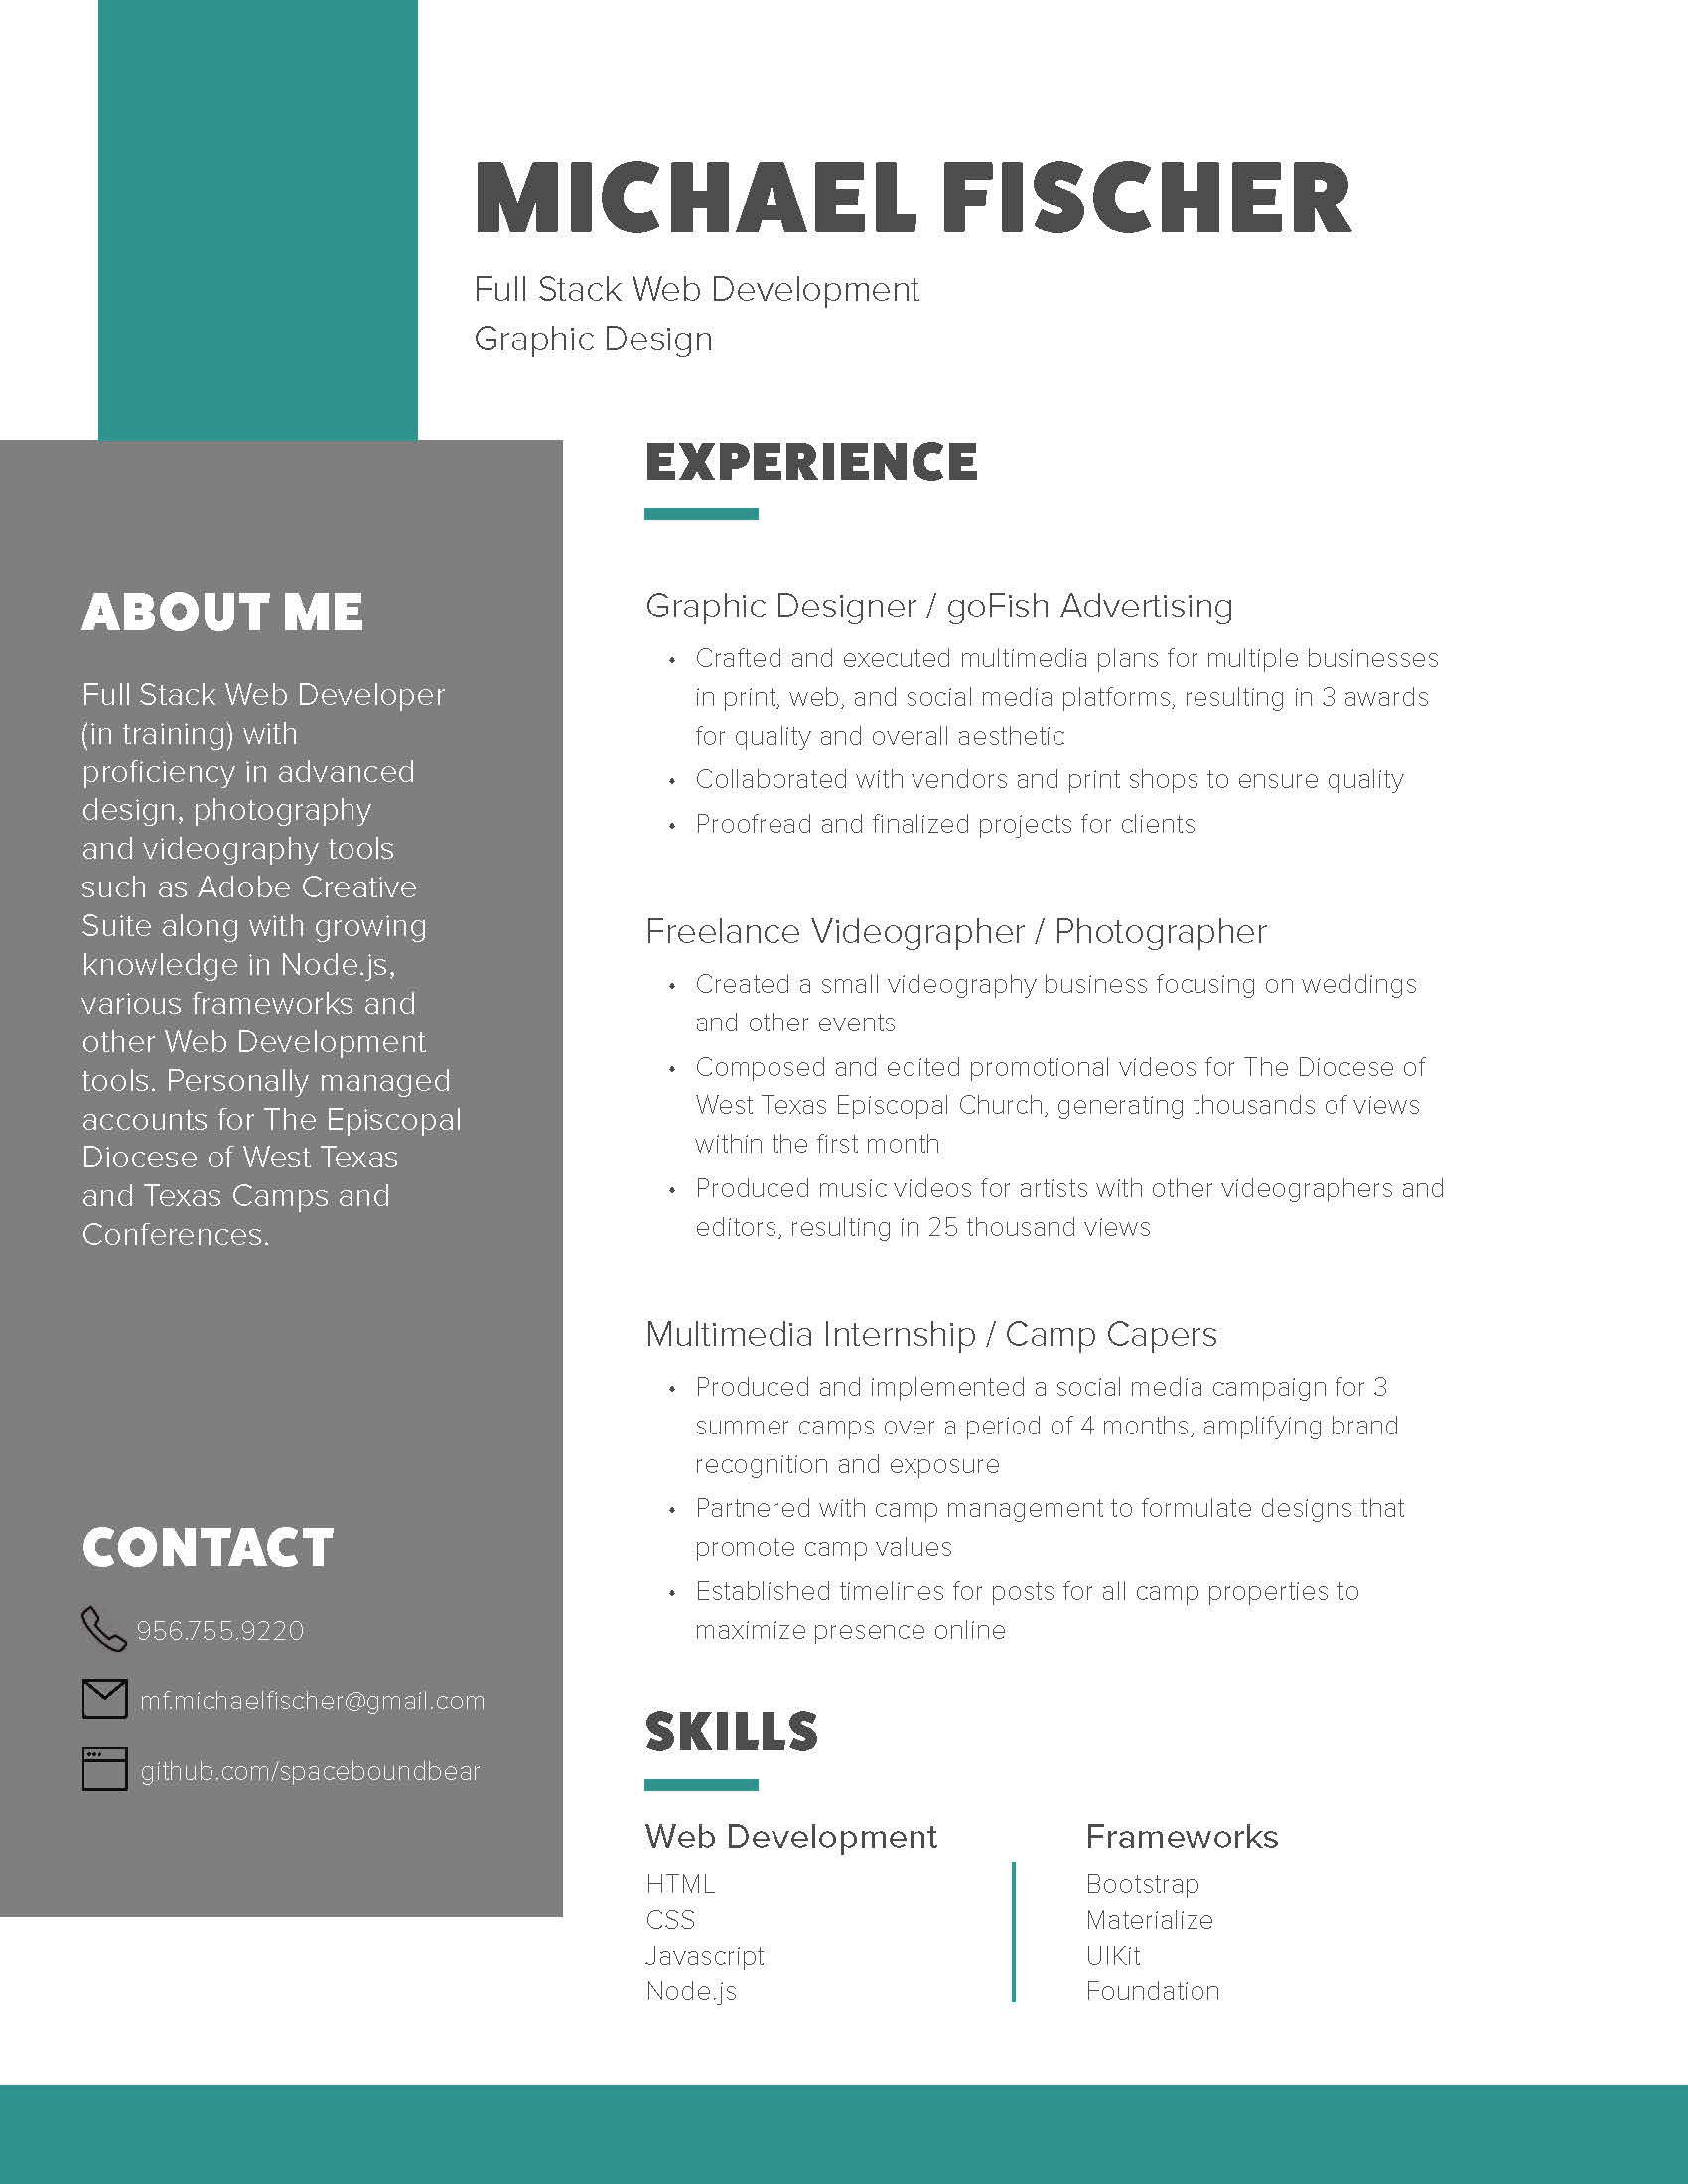 MICHAEL FISCHER
Full Stack Web Development
Graphic Design
ABOUT ME
Full Stack Web Developer
(in training) with
proficiency in advanced
design, photography
and videography tools
such as Adobe Creative
Suite along with growing
knowledge in Node.js,
various frameworks and
other Web Development
tools. Personally managed
accounts for The Episcopal
Diocese of West Texas
and Texas Camps and
Conferences.
CONTACT
956.755.9220
mf.michaelfischer@gmail.com
github.com/spaceboundbear
EXPERIENCE
Graphic Designer / goFish Advertising
• Crafted and executed multimedia plans for multiple businesses
in print, web, and social media platforms, resulting in 3 awards
for quality and overall aesthetic
• Collaborated with vendors and print shops to ensure quality
• Proofread and finalized projects for clients
Freelance Videographer / Photographer
• Created a small videography business focusing on weddings
and other events
• Composed and edited promotional videos for The Diocese of
West Texas Episcopal Church, generating thousands of views
within the first month
• Produced music videos for artists with other videographers and
editors, resulting in 25 thousand views
Multimedia Internship / Camp Capers
• Produced and implemented a social media campaign for 3
summer camps over a period of 4 months, amplifying brand
recognition and exposure
• Partnered with camp management to formulate designs that
promote camp values
• Established timelines for posts for all camp properties to
maximize presence online
SKILLS
Web Development
HTML
CSS
Javascript
Node.js
Frameworks
Bootstrap
Materialize
UIKit
Foundation